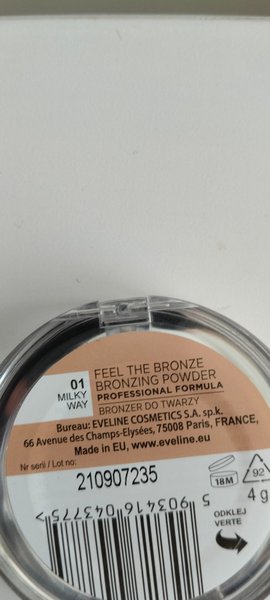 01
MILKY
WAY
FEEL THE BRONZE
BRONZING POWDER
PROFESSIONAL FORMULA
BRONZER DO TWARZY
Bureau: EVELINE COSMETICS S.A. sp.k.
66 Avenue des Champs-Elysées, 75008 Paris, FRANCE,
Made in EU, www.eveline.eu
Nr serii / Lot no:
210907235
18M
92
4 g
5 903416 043775 >
ODKLEJ
VERTE